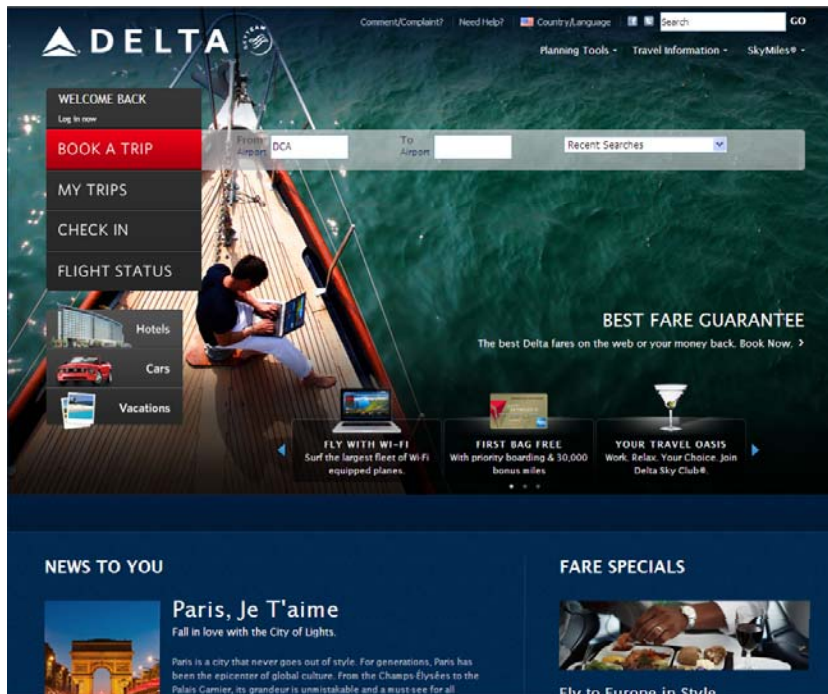 DELTA
SKYTEAM
Comment/Complaint? Need Help? Country/Language Search GO
Planning Tools Travel Information SkyMiles®
WELCOME BACK
Log in now
BOOK A TRIP
From Airport DCA To Airport Recent Searches
MY TRIPS
CHECK IN
FLIGHT STATUS
Hotels
Cars
Vacations
BEST FARE GUARANTEE
The best Delta fares on the web or your money back. Book Now. >
FLY WITH WI-FI
Surf the largest fleet of Wi-Fi
equipped planes.
FIRST BAG FREE
With priority boarding & 30,000
bonus miles
YOUR TRAVEL OASIS
Work. Relax. Your Choice. Join
Delta Sky Club®.
NEWS TO YOU
Paris, Je T'aime
Fall in love with the City of Lights.
Paris is a city that never goes out of style. For generations, Paris has
been the epicenter of global culture. From the Champs-Élysées to the
Palais Garnier, its grandeur is unmistakable and a must-see for all
FARE SPECIALS
Fly to Europe in Style